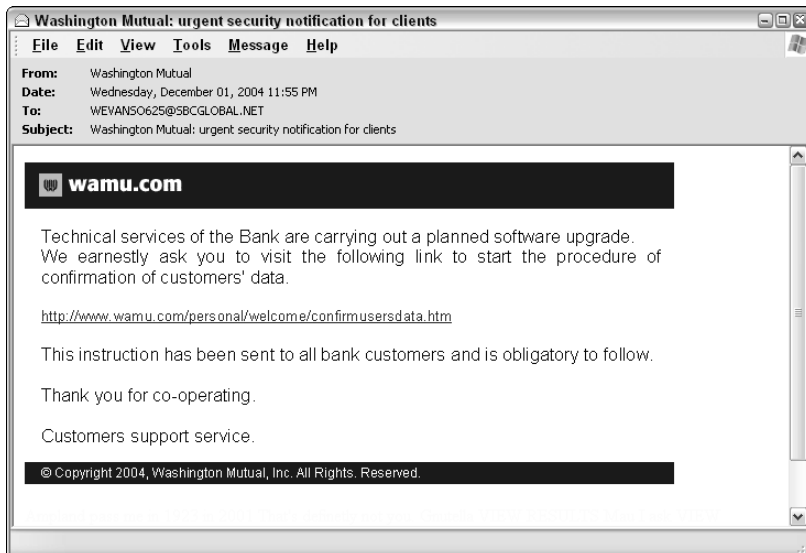 Washington Mutual: urgent security notification for clients
File Edit View Tools Message Help
From: Washington Mutual
Date: Wednesday, December 01, 2004 11:55 PM
To: WEVANSO625@SBCGLOBAL.NET
Subject: Washington Mutual: urgent security notification for clients
wamu.com
Technical services of the Bank are carrying out a planned software upgrade.
We earnestly ask you to visit the following link to start the procedure of
confirmation of customers' data.
http://www.wamu.com/personal/welcome/confirmusersdata.htm
This instruction has been sent to all bank customers and is obligatory to follow.
Thank you for co-operating.
Customers support service.
© Copyright 2004, Washington Mutual, Inc. All Rights. Reserved.